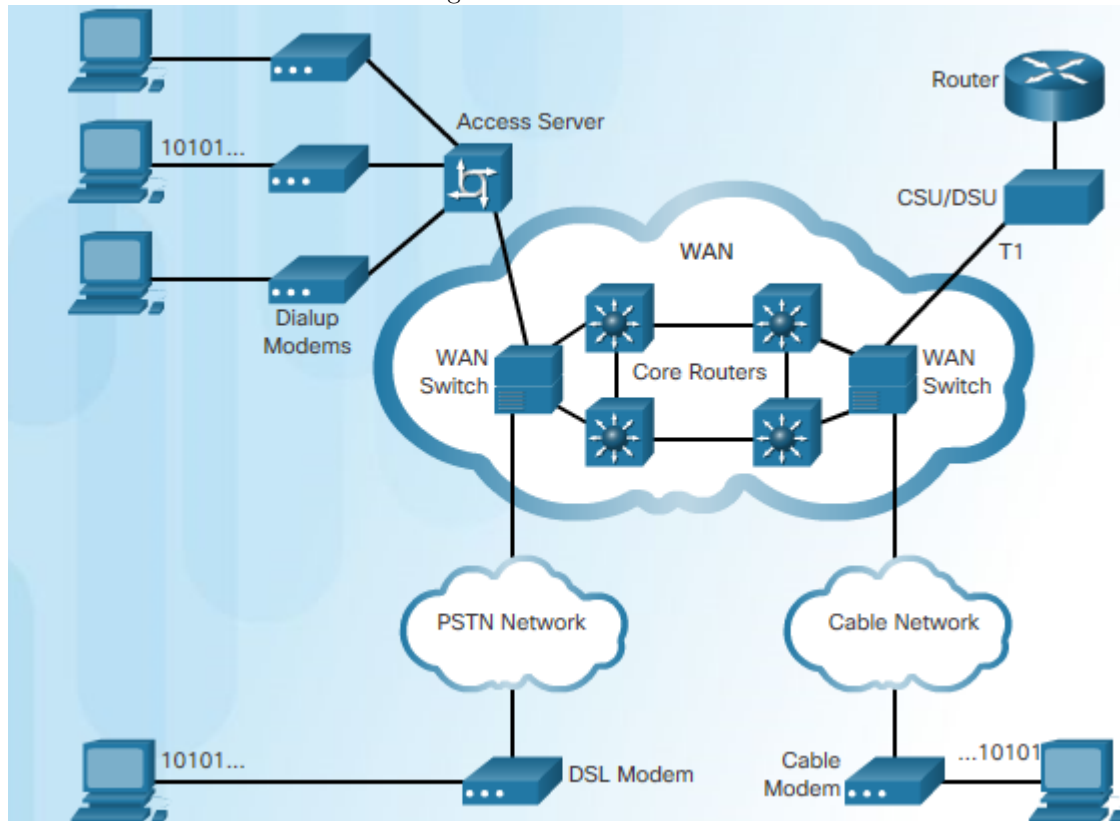 Router
Access Server
10101...
CSU/DSU
WAN
T1
Dialup
Modems
WAN
Switch
Core Routers
WAN
Switch
PSTN Network
Cable Network
10101...
DSL Modem
Cable
Modem
...10101